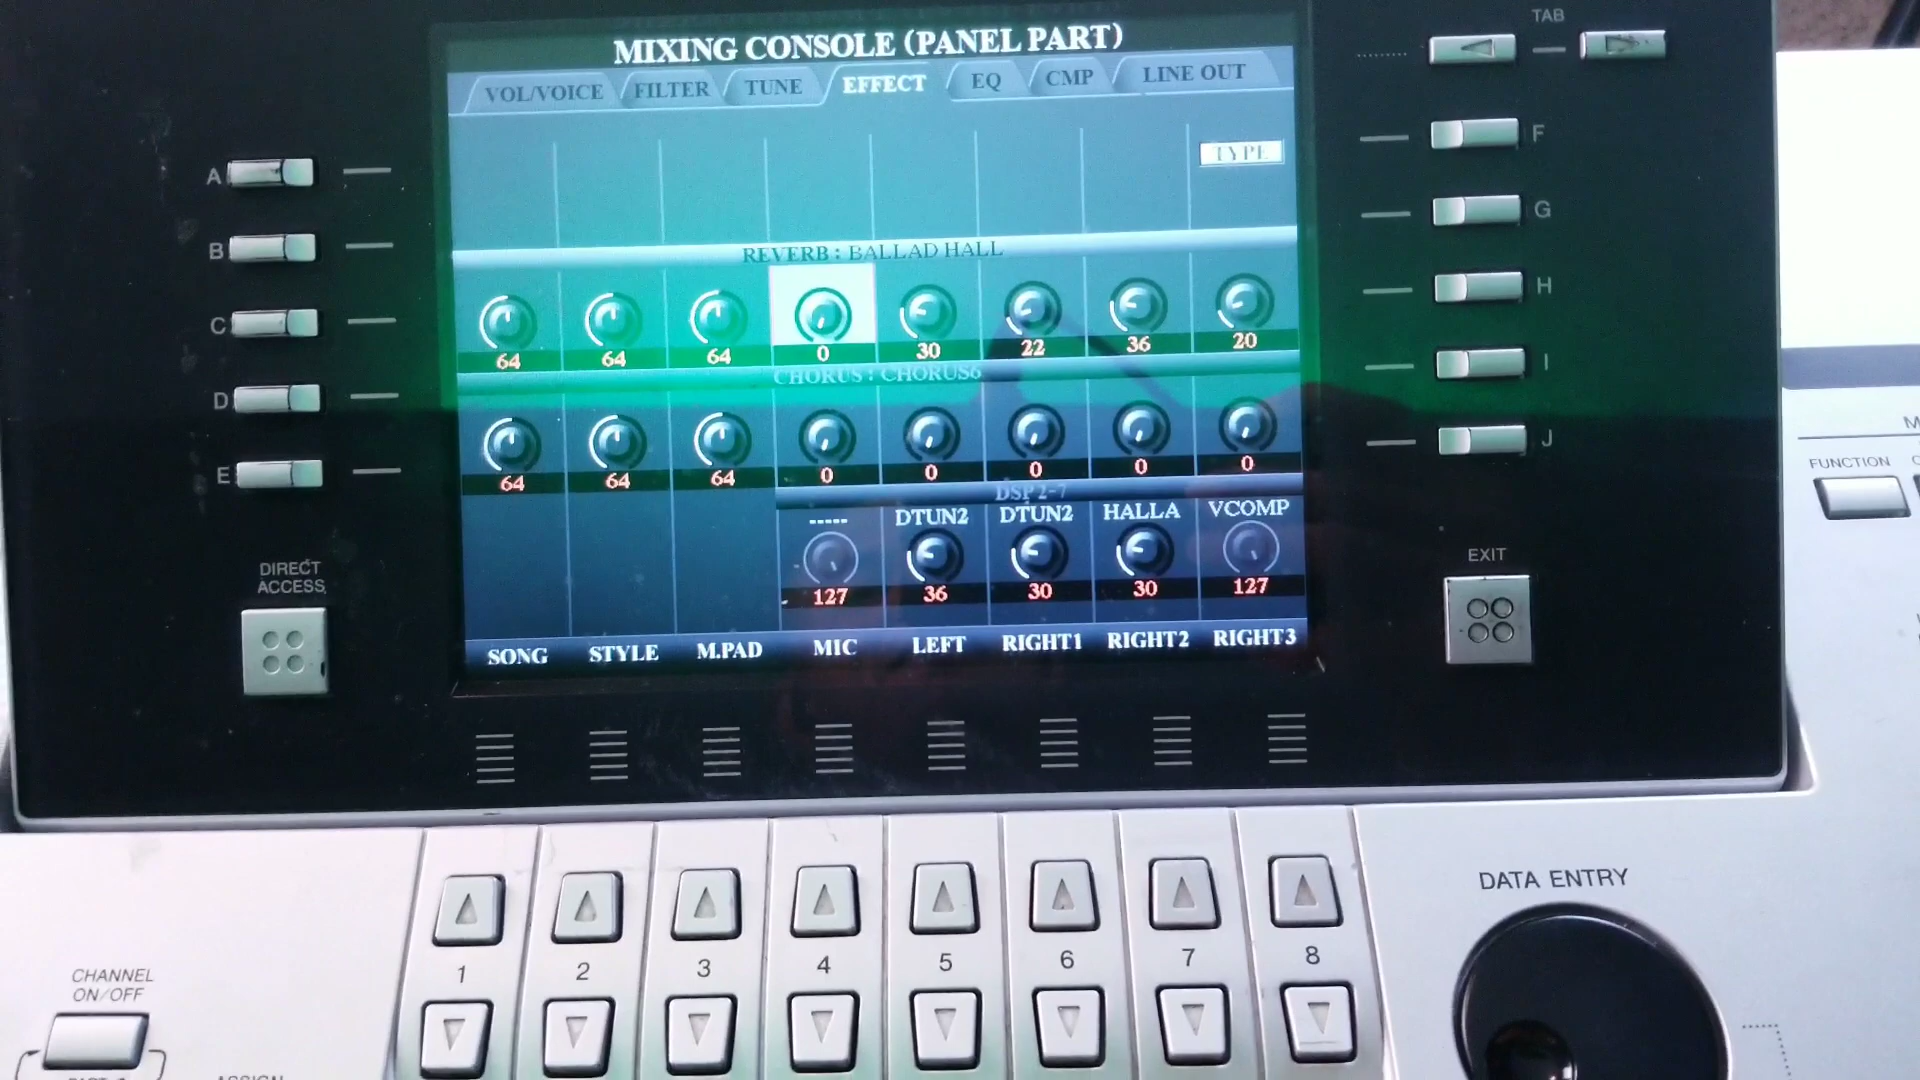 MIXING CONSOLE (PANEL PART)
TAB
VOL/VOICE FILTER TUNE EFFECT EQ CMP LINE OUT
TYPE
A
B
C
D
E
F
G
H
I
J
REVERB : BALLAD HALL
64 64 64 0 30 22 36 20
CHORUS : CHORUS6
64 64 64 0 0 0 0 0
DSP 2-7
----- DTUN2 DTUN2 HALLA VCOMP
127 36 30 30 127
SONG STYLE M.PAD MIC LEFT RIGHT1 RIGHT2 RIGHT3
DIRECT
ACCESS
EXIT
FUNCTION
1 2 3 4 5 6 7 8
DATA ENTRY
CHANNEL
ON/OFF